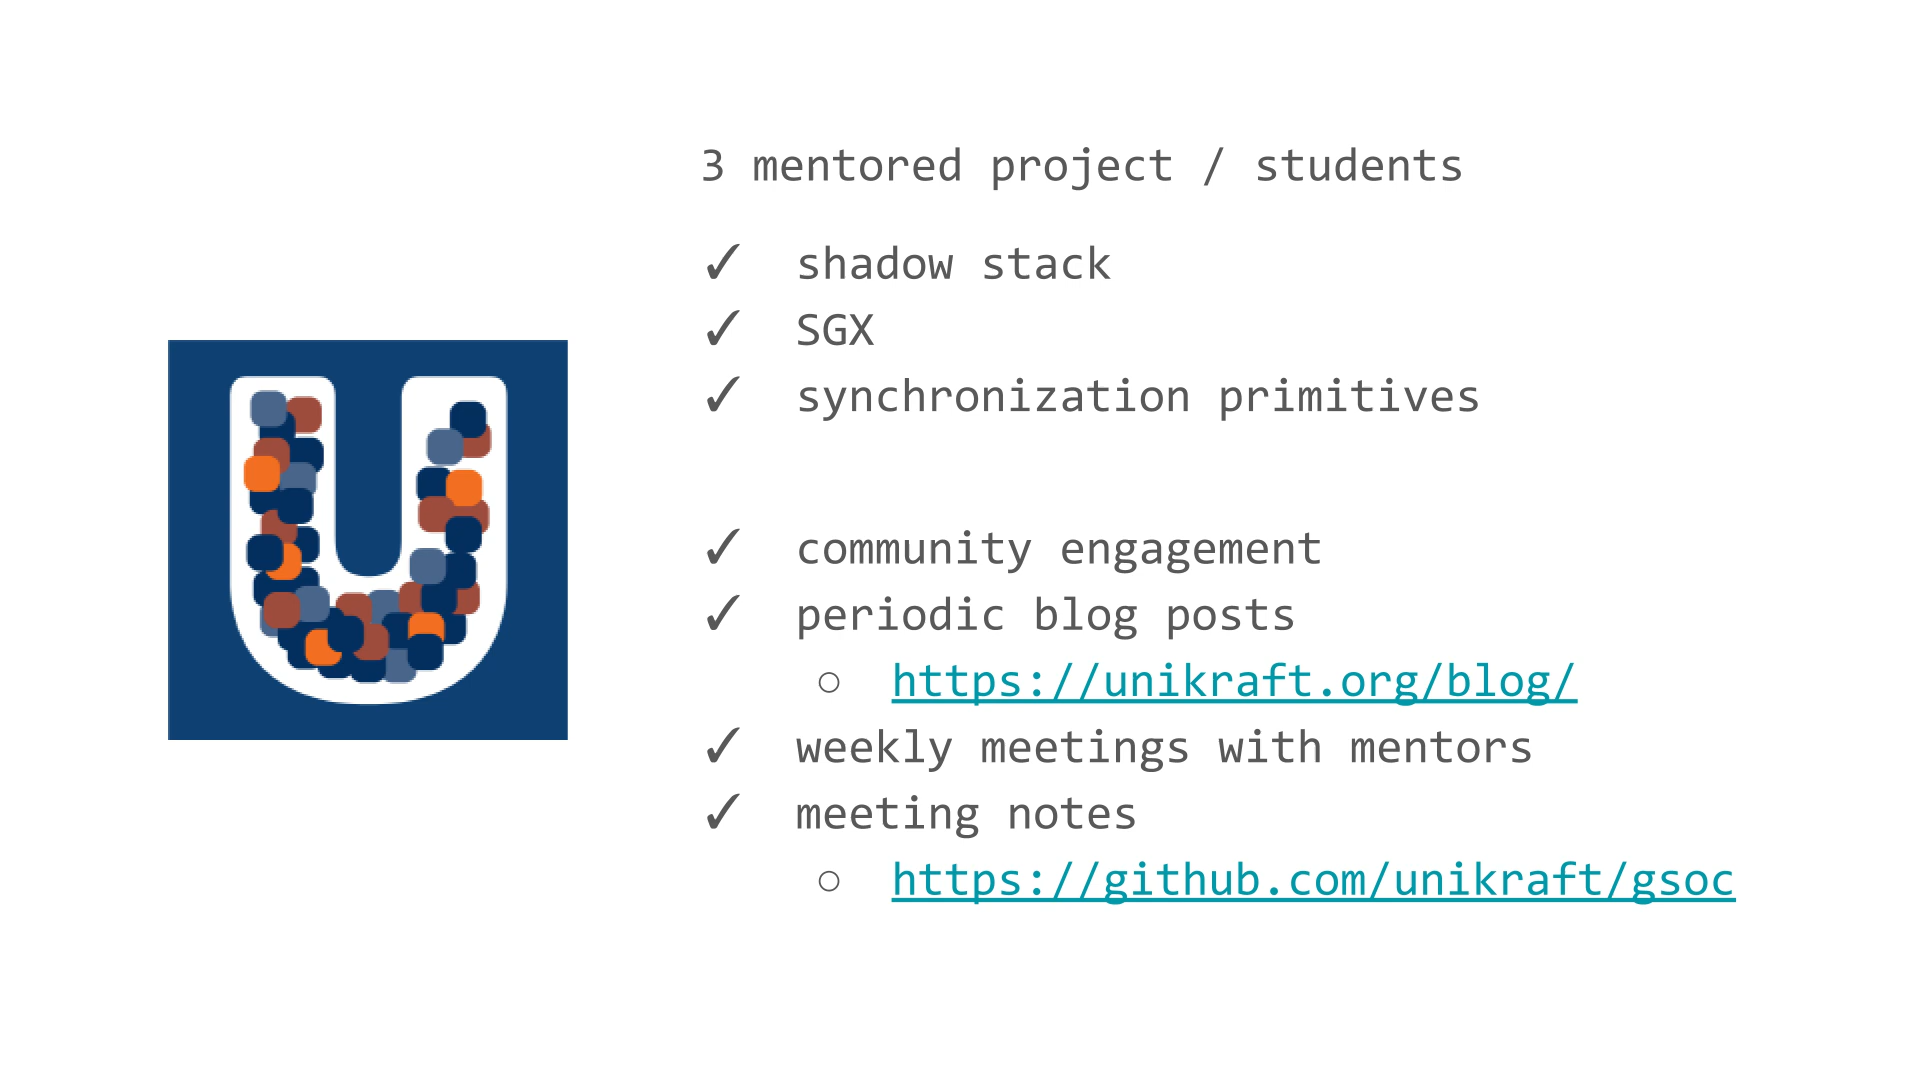 3 mentored project / students
✓ shadow stack
✓ SGX
✓ synchronization primitives
✓ community engagement
✓ periodic blog posts
○ https://unikraft.org/blog/
✓ weekly meetings with mentors
✓ meeting notes
○ https://github.com/unikraft/gsoc